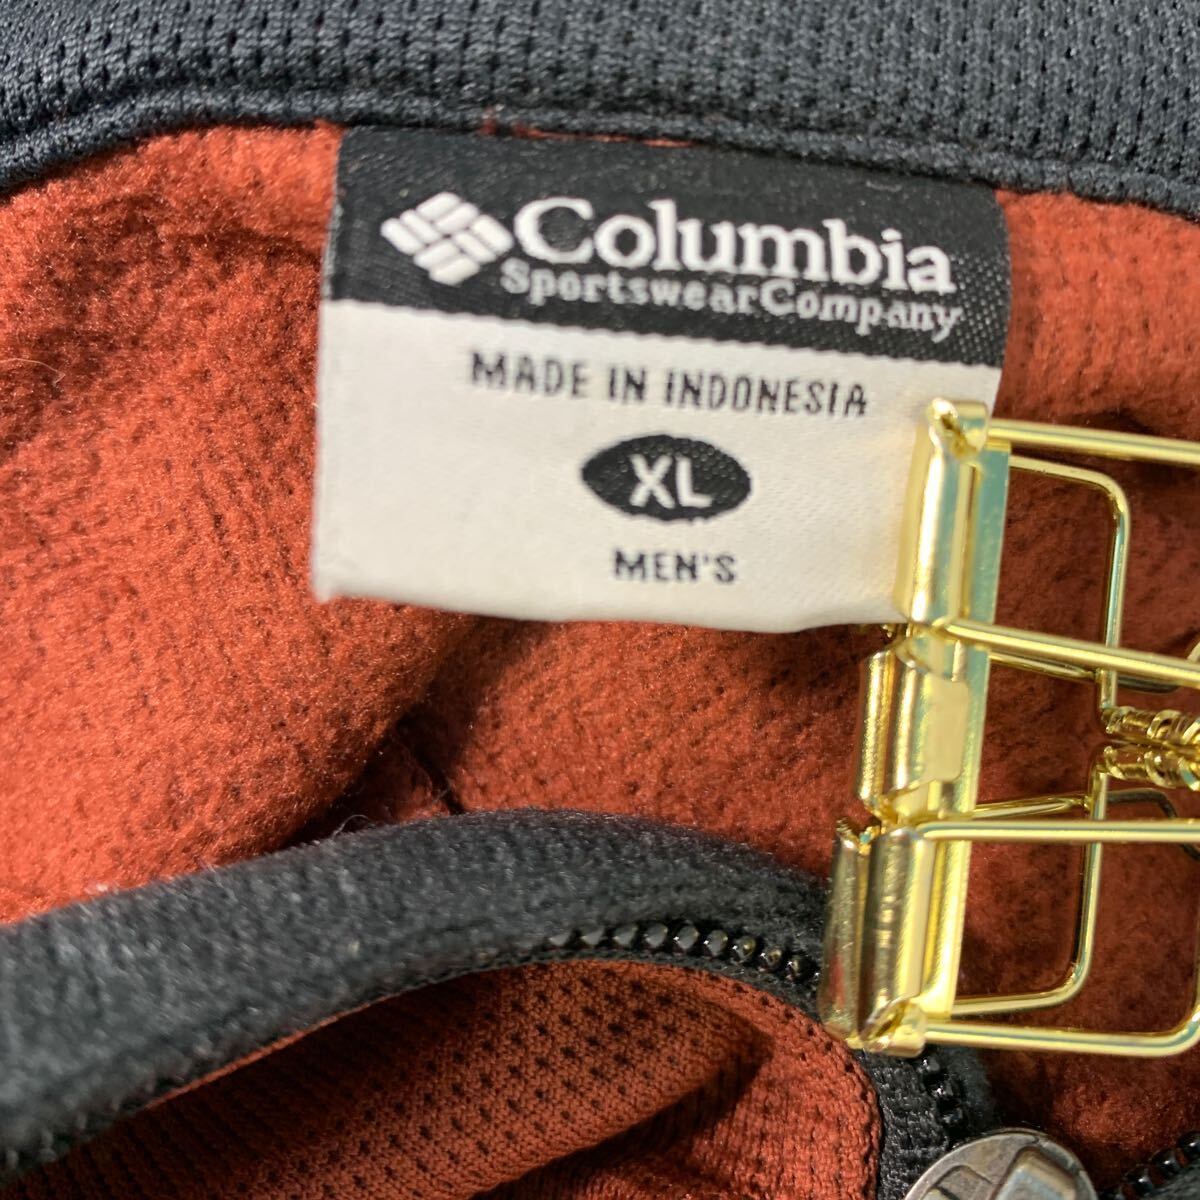 Columbia
SportswearCompany
MADE IN INDONESIA
XL
MEN'S